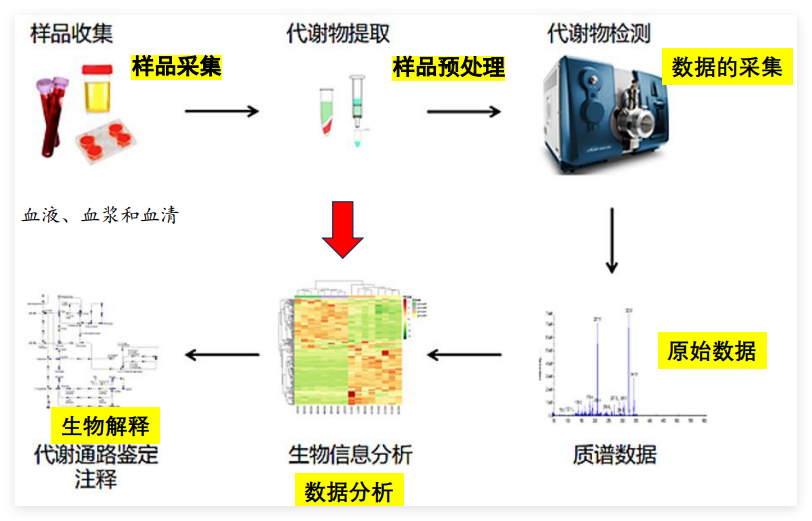 样品收集
代谢物提取
代谢物检测
样品采集
样品预处理
数据的采集
血液、血浆和血清
原始数据
生物解释
代谢通路鉴定
注释
生物信息分析
质谱数据
数据分析